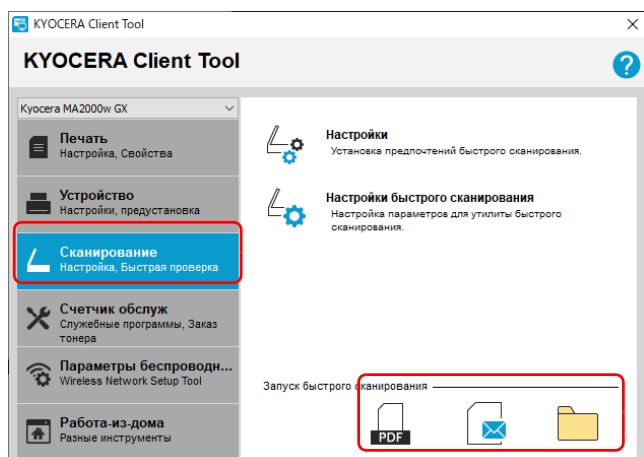 KYOCERA Client Tool
KYOCERA Client Tool
?
Kyocera MA2000w GX
Печать
Настройка, Свойства
Устройство
Настройки, предустановка
Сканирование
Настройка, Быстрая проверка
Счетчик обслуж
Служебные программы, Заказ
тонера
Параметры беспроводн...
Wireless Network Setup Tool
Работа-из-дома
Разные инструменты
Настройки
Установка предпочтений быстрого сканирования.
Настройки быстрого сканирования
Настройка параметров для утилиты быстрого
сканирования.
Запуск быстрого сканирования
PDF